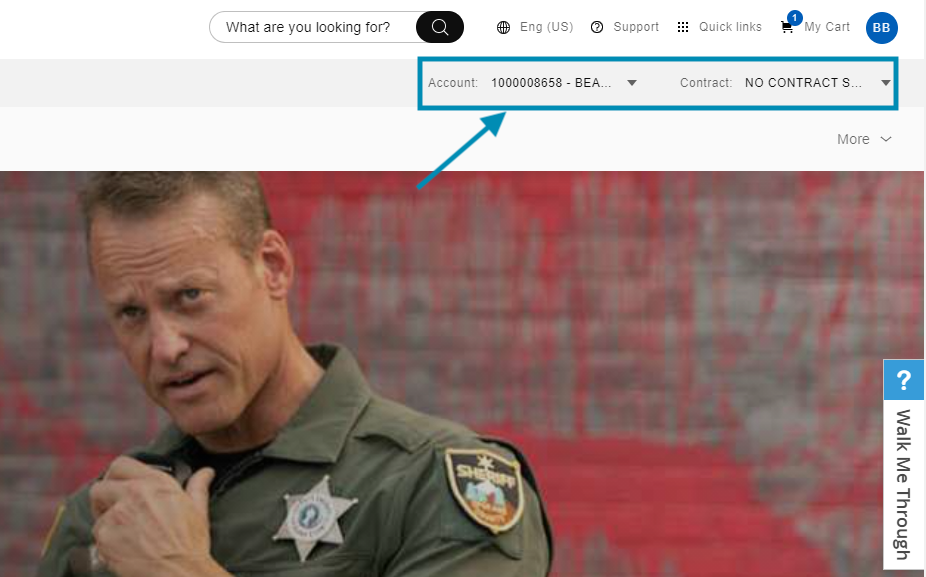 What are you looking for?
Eng (US)
Support
Quick links
1
My Cart
BB
Account:
1000008658 - BEA...
Contract:
NO CONTRACT S...
More
SHERIFF
?
Walk Me Through